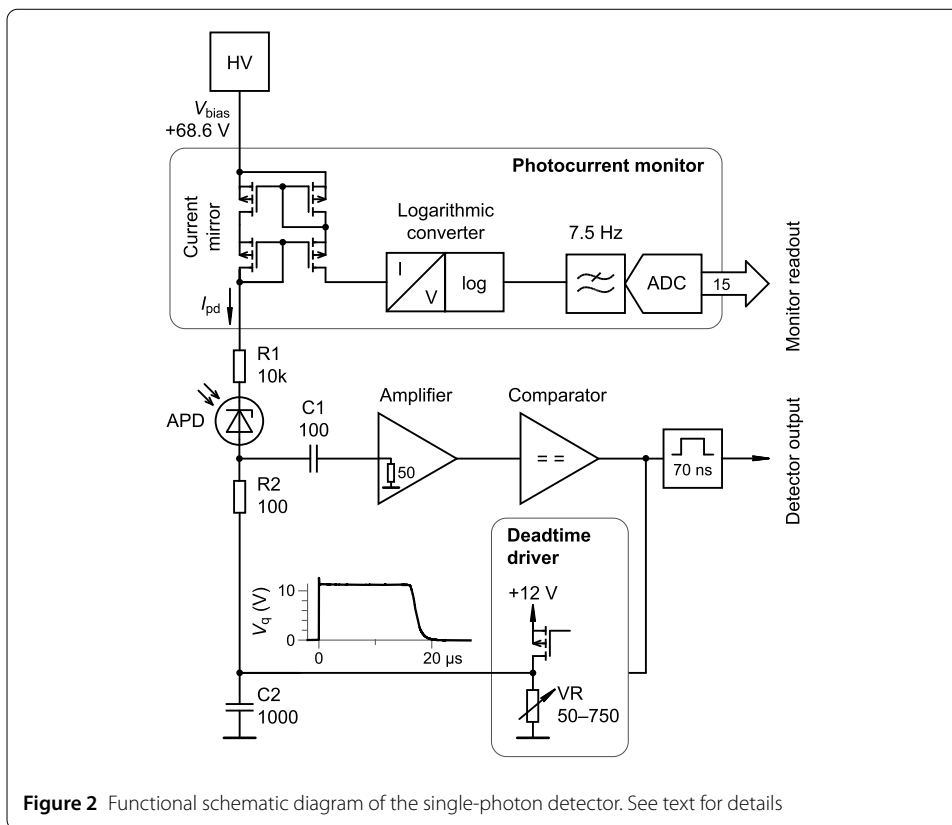 HV
Vbias
+68.6 V
Photocurrent monitor
Current
mirror
Logarithmic
converter
7.5 Hz
I
V
log
ADC
15
Monitor readout
Ipd
R1
10k
APD
C1
100
Amplifier
50
Comparator
= =
70 ns
Detector output
R2
100
Deadtime
driver
+12 V
Vq (V)
10
0
0
20 μs
VR
50–750
C2
1000
Figure 2 Functional schematic diagram of the single-photon detector. See text for details